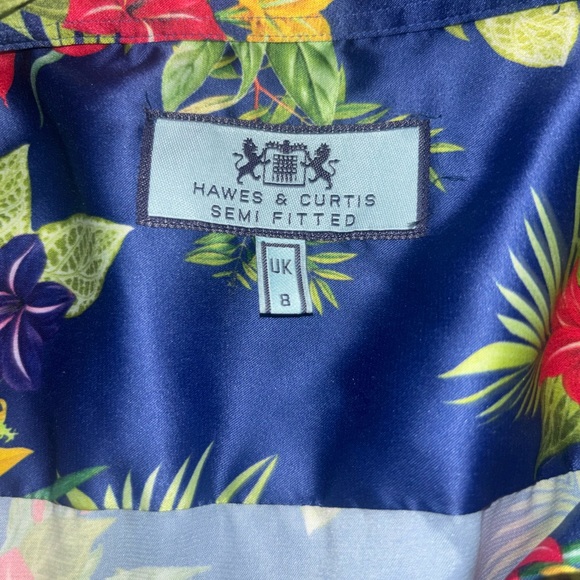 HAWES & CURTIS
SEMI FITTED
UK
8